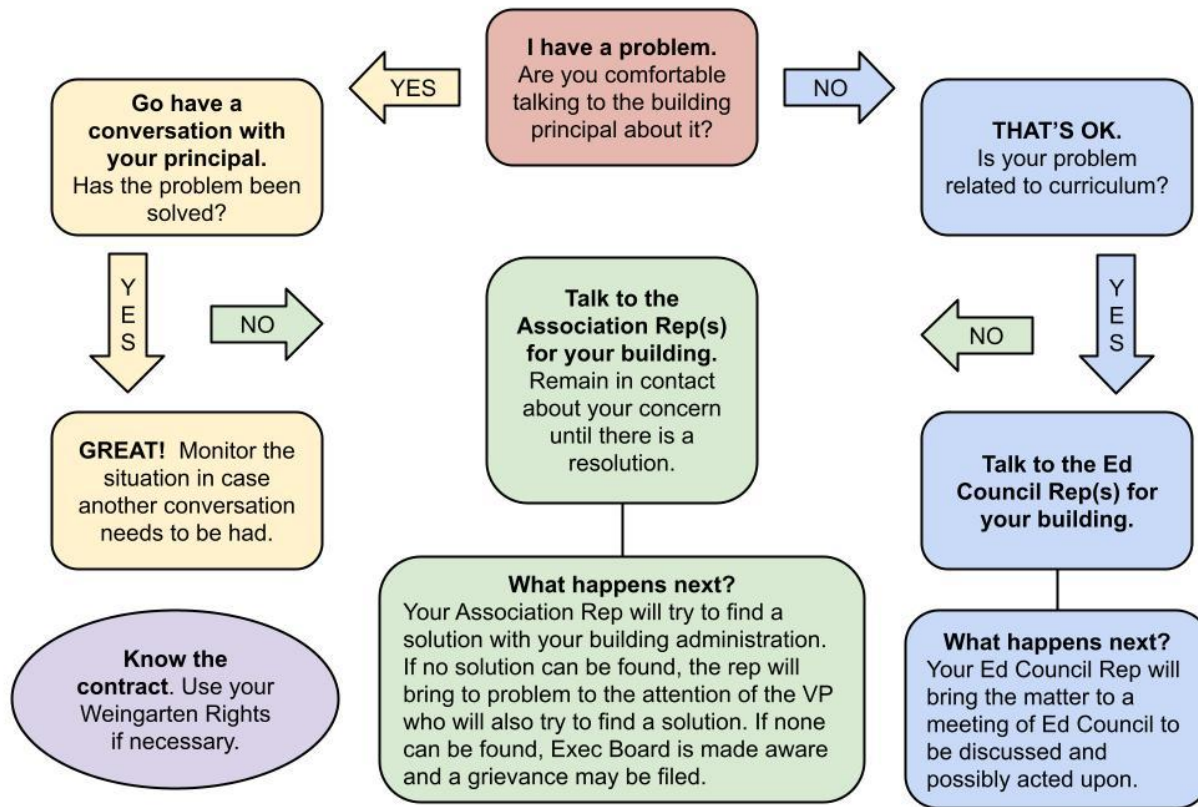 I have a problem.
Are you comfortable
talking to the building
principal about it?
YES
NO
Go have a
conversation with
your principal.
Has the problem been
solved?
THAT’S OK.
Is your problem
related to curriculum?
Y
E
S
NO
Talk to the
Association Rep(s)
for your building.
Remain in contact
about your concern
until there is a
resolution.
NO
Y
E
S
GREAT! Monitor the
situation in case
another conversation
needs to be had.
Talk to the Ed
Council Rep(s) for
your building.
Know the
contract. Use your
Weingarten Rights
if necessary.
What happens next?
Your Association Rep will try to find a
solution with your building administration.
If no solution can be found, the rep will
bring to problem to the attention of the VP
who will also try to find a solution. If none
can be found, Exec Board is made aware
and a grievance may be filed.
What happens next?
Your Ed Council Rep will
bring the matter to a
meeting of Ed Council to
be discussed and
possibly acted upon.